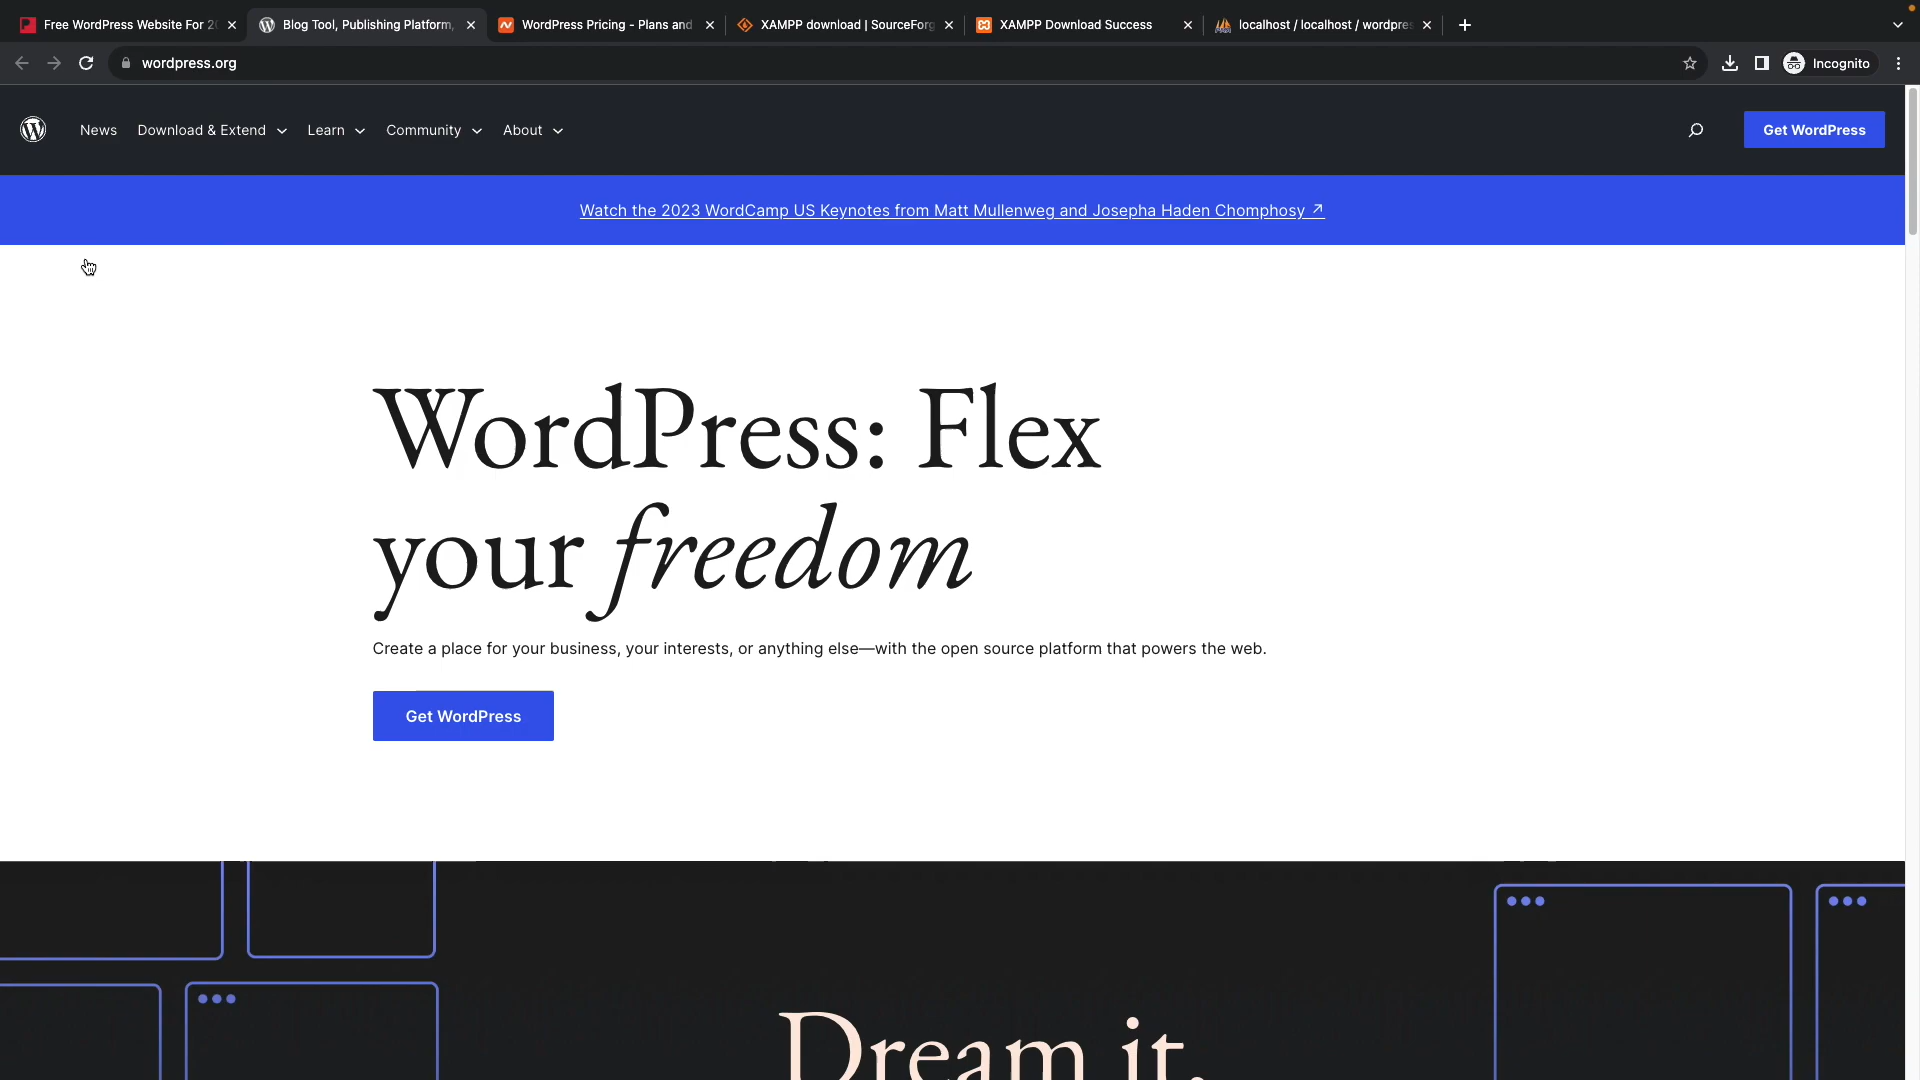 Free WordPress Website For 20
Blog Tool, Publishing Platform,
WordPress Pricing - Plans and
XAMPP download | SourceForg
XAMPP Download Success
localhost / localhost / wordpres
wordpress.org
Incognito
News
Download & Extend
Learn
Community
About
Get WordPress
Watch the 2023 WordCamp US Keynotes from Matt Mullenweg and Josepha Haden Chomphosy ↗
WordPress: Flex
your freedom
Create a place for your business, your interests, or anything else—with the open source platform that powers the web.
Get WordPress
Dream it.